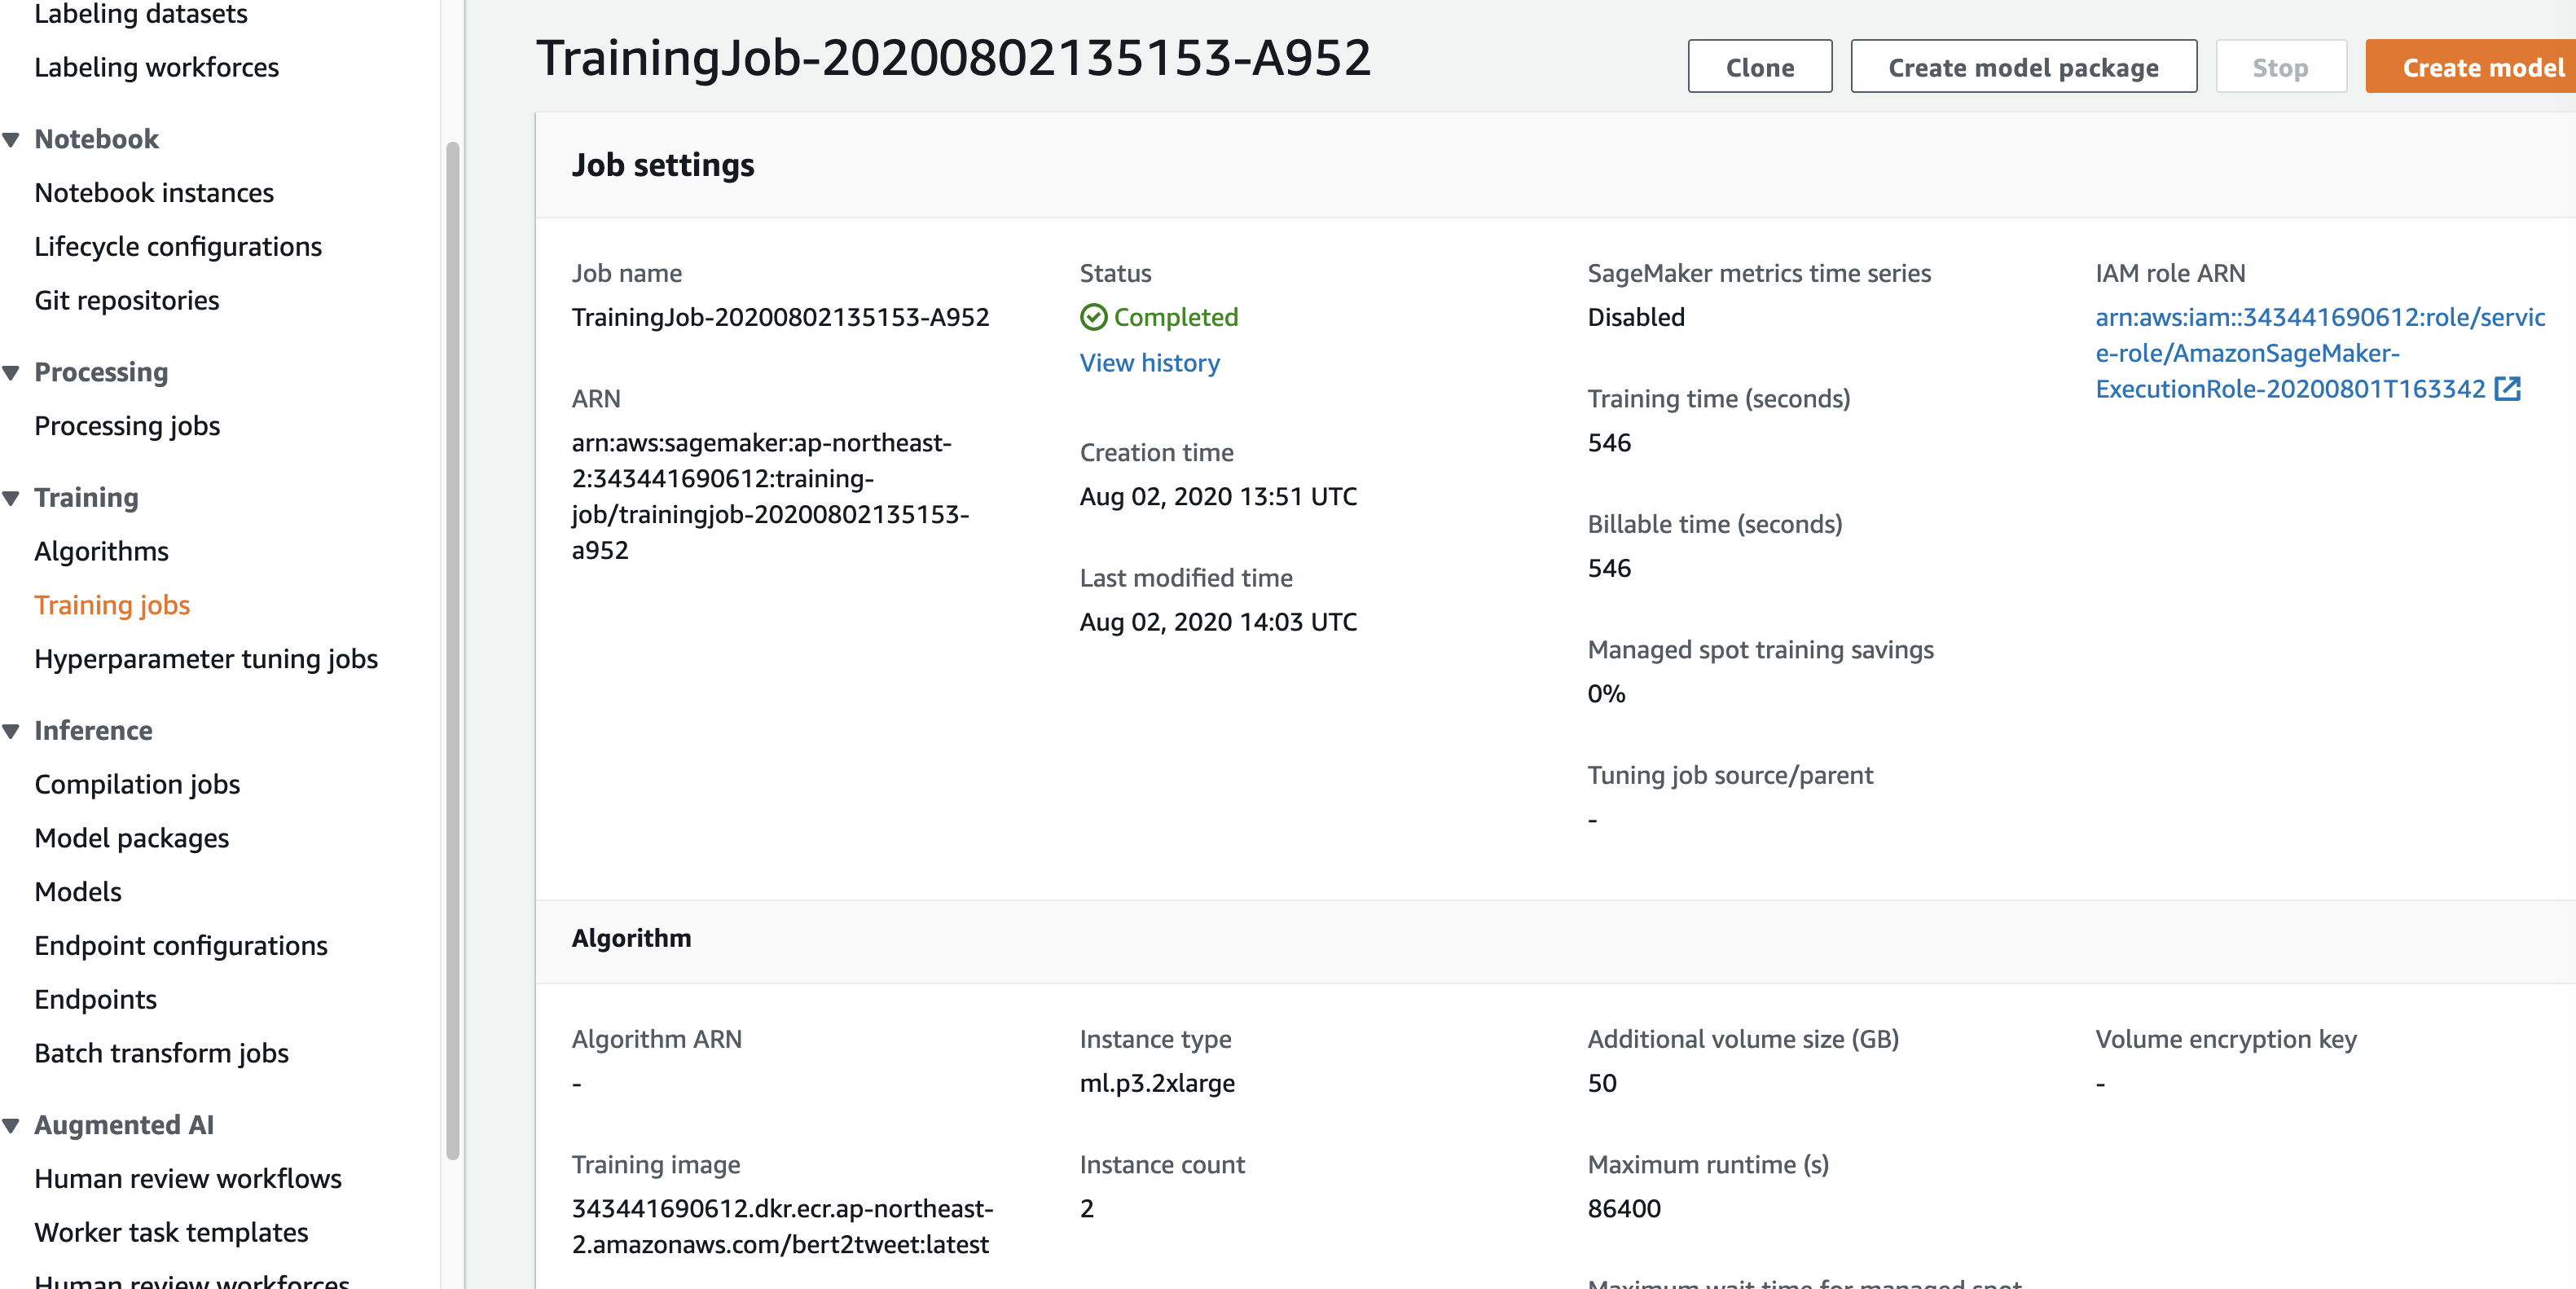 Labeling datasets
Labeling workforces
Notebook
Notebook instances
Lifecycle configurations
Git repositories
Processing
Processing jobs
Training
Algorithms
Training jobs
Hyperparameter tuning jobs
Inference
Compilation jobs
Model packages
Models
Endpoint configurations
Endpoints
Batch transform jobs
Augmented AI
Human review workflows
Worker task templates
Human review workforces
TrainingJob-20200802135153-A952
Clone
Create model package
Stop
Create model
Job settings
Job name
TrainingJob-20200802135153-A952
ARN
arn:aws:sagemaker:ap-northeast-
2:343441690612:training-
job/trainingjob-20200802135153-
a952
Status
Completed
View history
Creation time
Aug 02, 2020 13:51 UTC
Last modified time
Aug 02, 2020 14:03 UTC
SageMaker metrics time series
Disabled
Training time (seconds)
546
Billable time (seconds)
546
Managed spot training savings
0%
Tuning job source/parent
-
IAM role ARN
arn:aws:iam::343441690612:role/servic
e-role/AmazonSageMaker-
ExecutionRole-20200801T163342
Algorithm
Algorithm ARN
-
Training image
343441690612.dkr.ecr.ap-northeast-
2.amazonaws.com/bert2tweet:latest
Instance type
ml.p3.2xlarge
Instance count
2
Additional volume size (GB)
50
Maximum runtime (s)
86400
Maximum wait time for managed spot
Volume encryption key
-